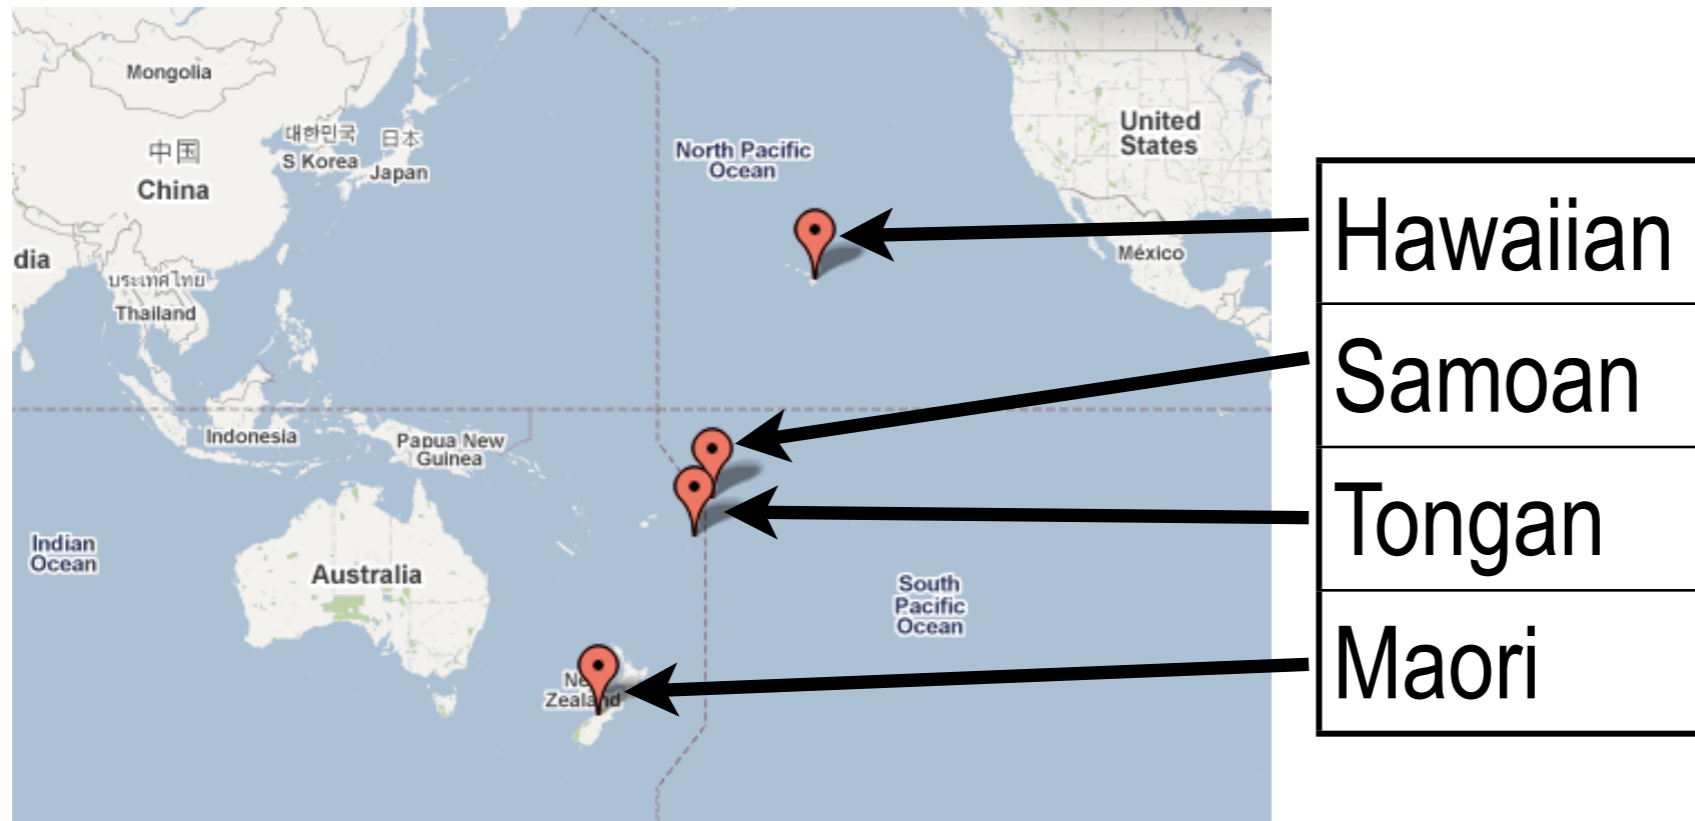 Mongolia
中国
China
대한민국
S Korea
日本
Japan
dia
ประเทศไทย
Thailand
Indonesia
Papua New
Guinea
Indian
Ocean
Australia
New
Zealand
North Pacific
Ocean
South
Pacific
Ocean
United
States
México
Hawaiian
Samoan
Tongan
Maori